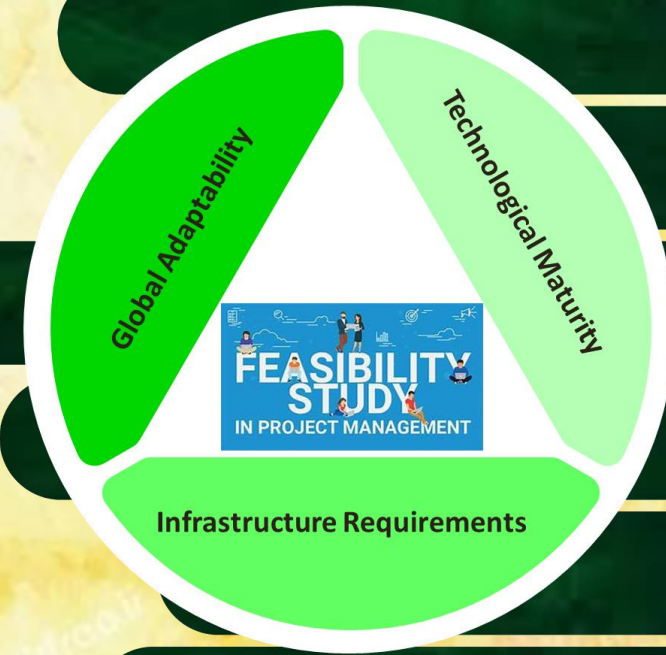 Global Adaptability
Technological Maturity
FEASIBILITY
STUDY
IN PROJECT MANAGEMENT
Infrastructure Requirements